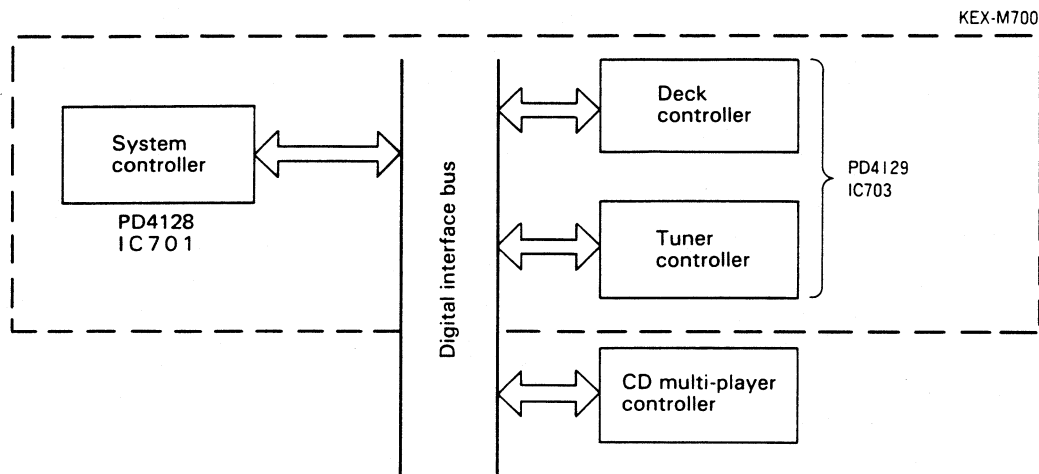 KEX-M700
System
controller
PD4128
IC701
Digital interface bus
Deck
controller
Tuner
controller
PD4129
IC703
CD multi-player
controller